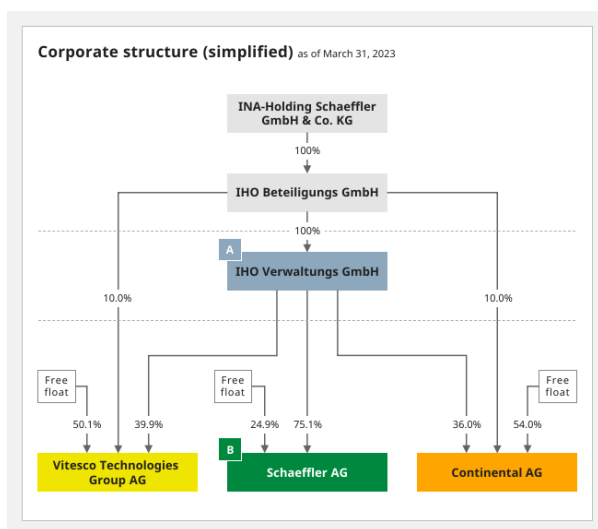 Corporate structure (simplified) as of March 31, 2023
INA-Holding Schaeffler
GmbH & Co. KG
100%
IHO Beteiligungs GmbH
100%
A
IHO Verwaltungs GmbH
10.0%
10.0%
Free
float
Free
float
Free
float
50.1%
39.9%
24.9%
75.1%
36.0%
54.0%
Vitesco Technologies
Group AG
B
Schaeffler AG
Continental AG